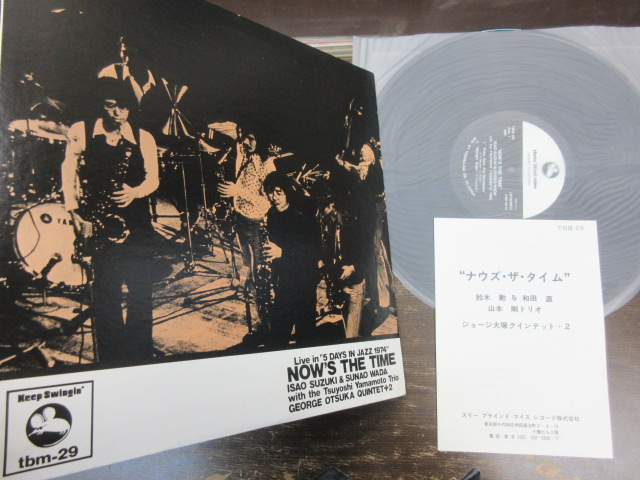 YA
Live in "5 DAYS IN JAZZ 1974"
NOW'S THE TIME
ISAO SUZUKI & SUNAO WADA
with the Tsuyoshi Yamamoto Trio
GEORGE OTSUKA QUINTET+2
Keep Swingin'
tbm-29
"NOW'S THE TIME"
TBM-29
“ナウズ・ザ・タイム”
鈴木 勲 & 和田 直
山本 剛トリオ
ジョージ大塚クインテット+2
スリー ブラインド マイス レコード株式会社